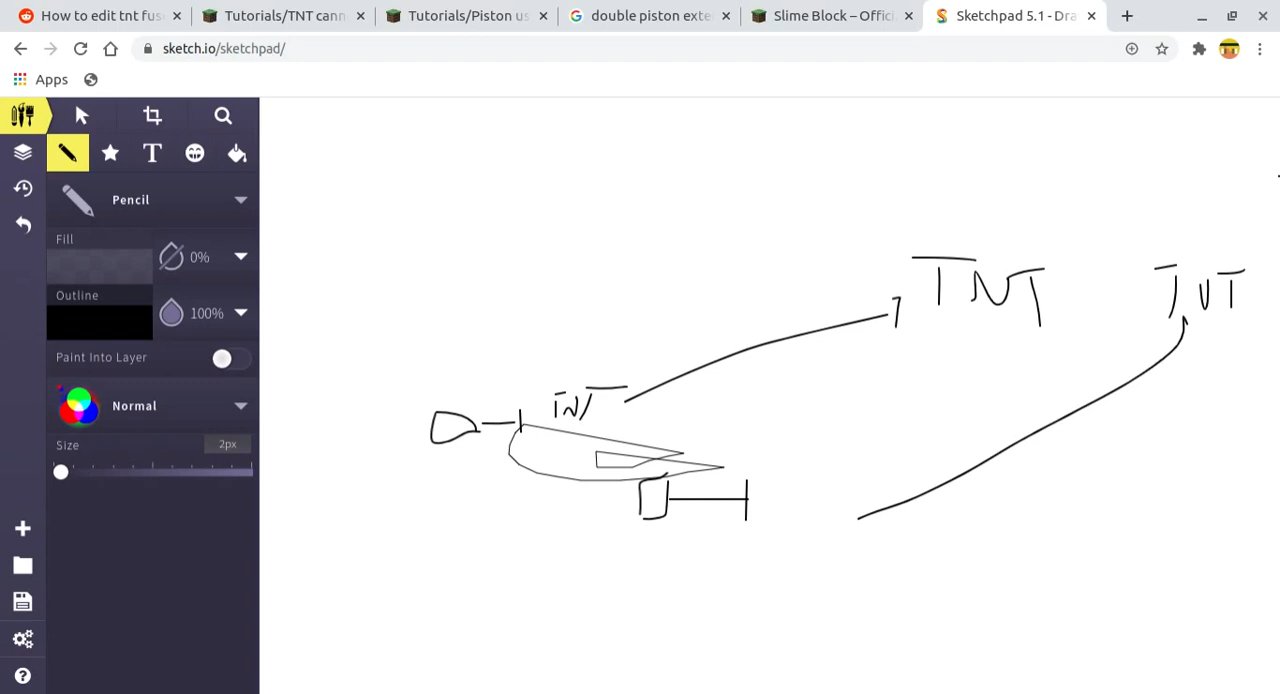 How to edit tnt fus
Tutorials/TNT cann
Tutorials/Piston us
double piston exte
Slime Block – Offici
Sketchpad 5.1 - Dra
sketch.io/sketchpad/
Apps
T
Pencil
Fill
0%
Outline
100%
Paint Into Layer
Normal
Size
2px
TNT
TNT
TNT